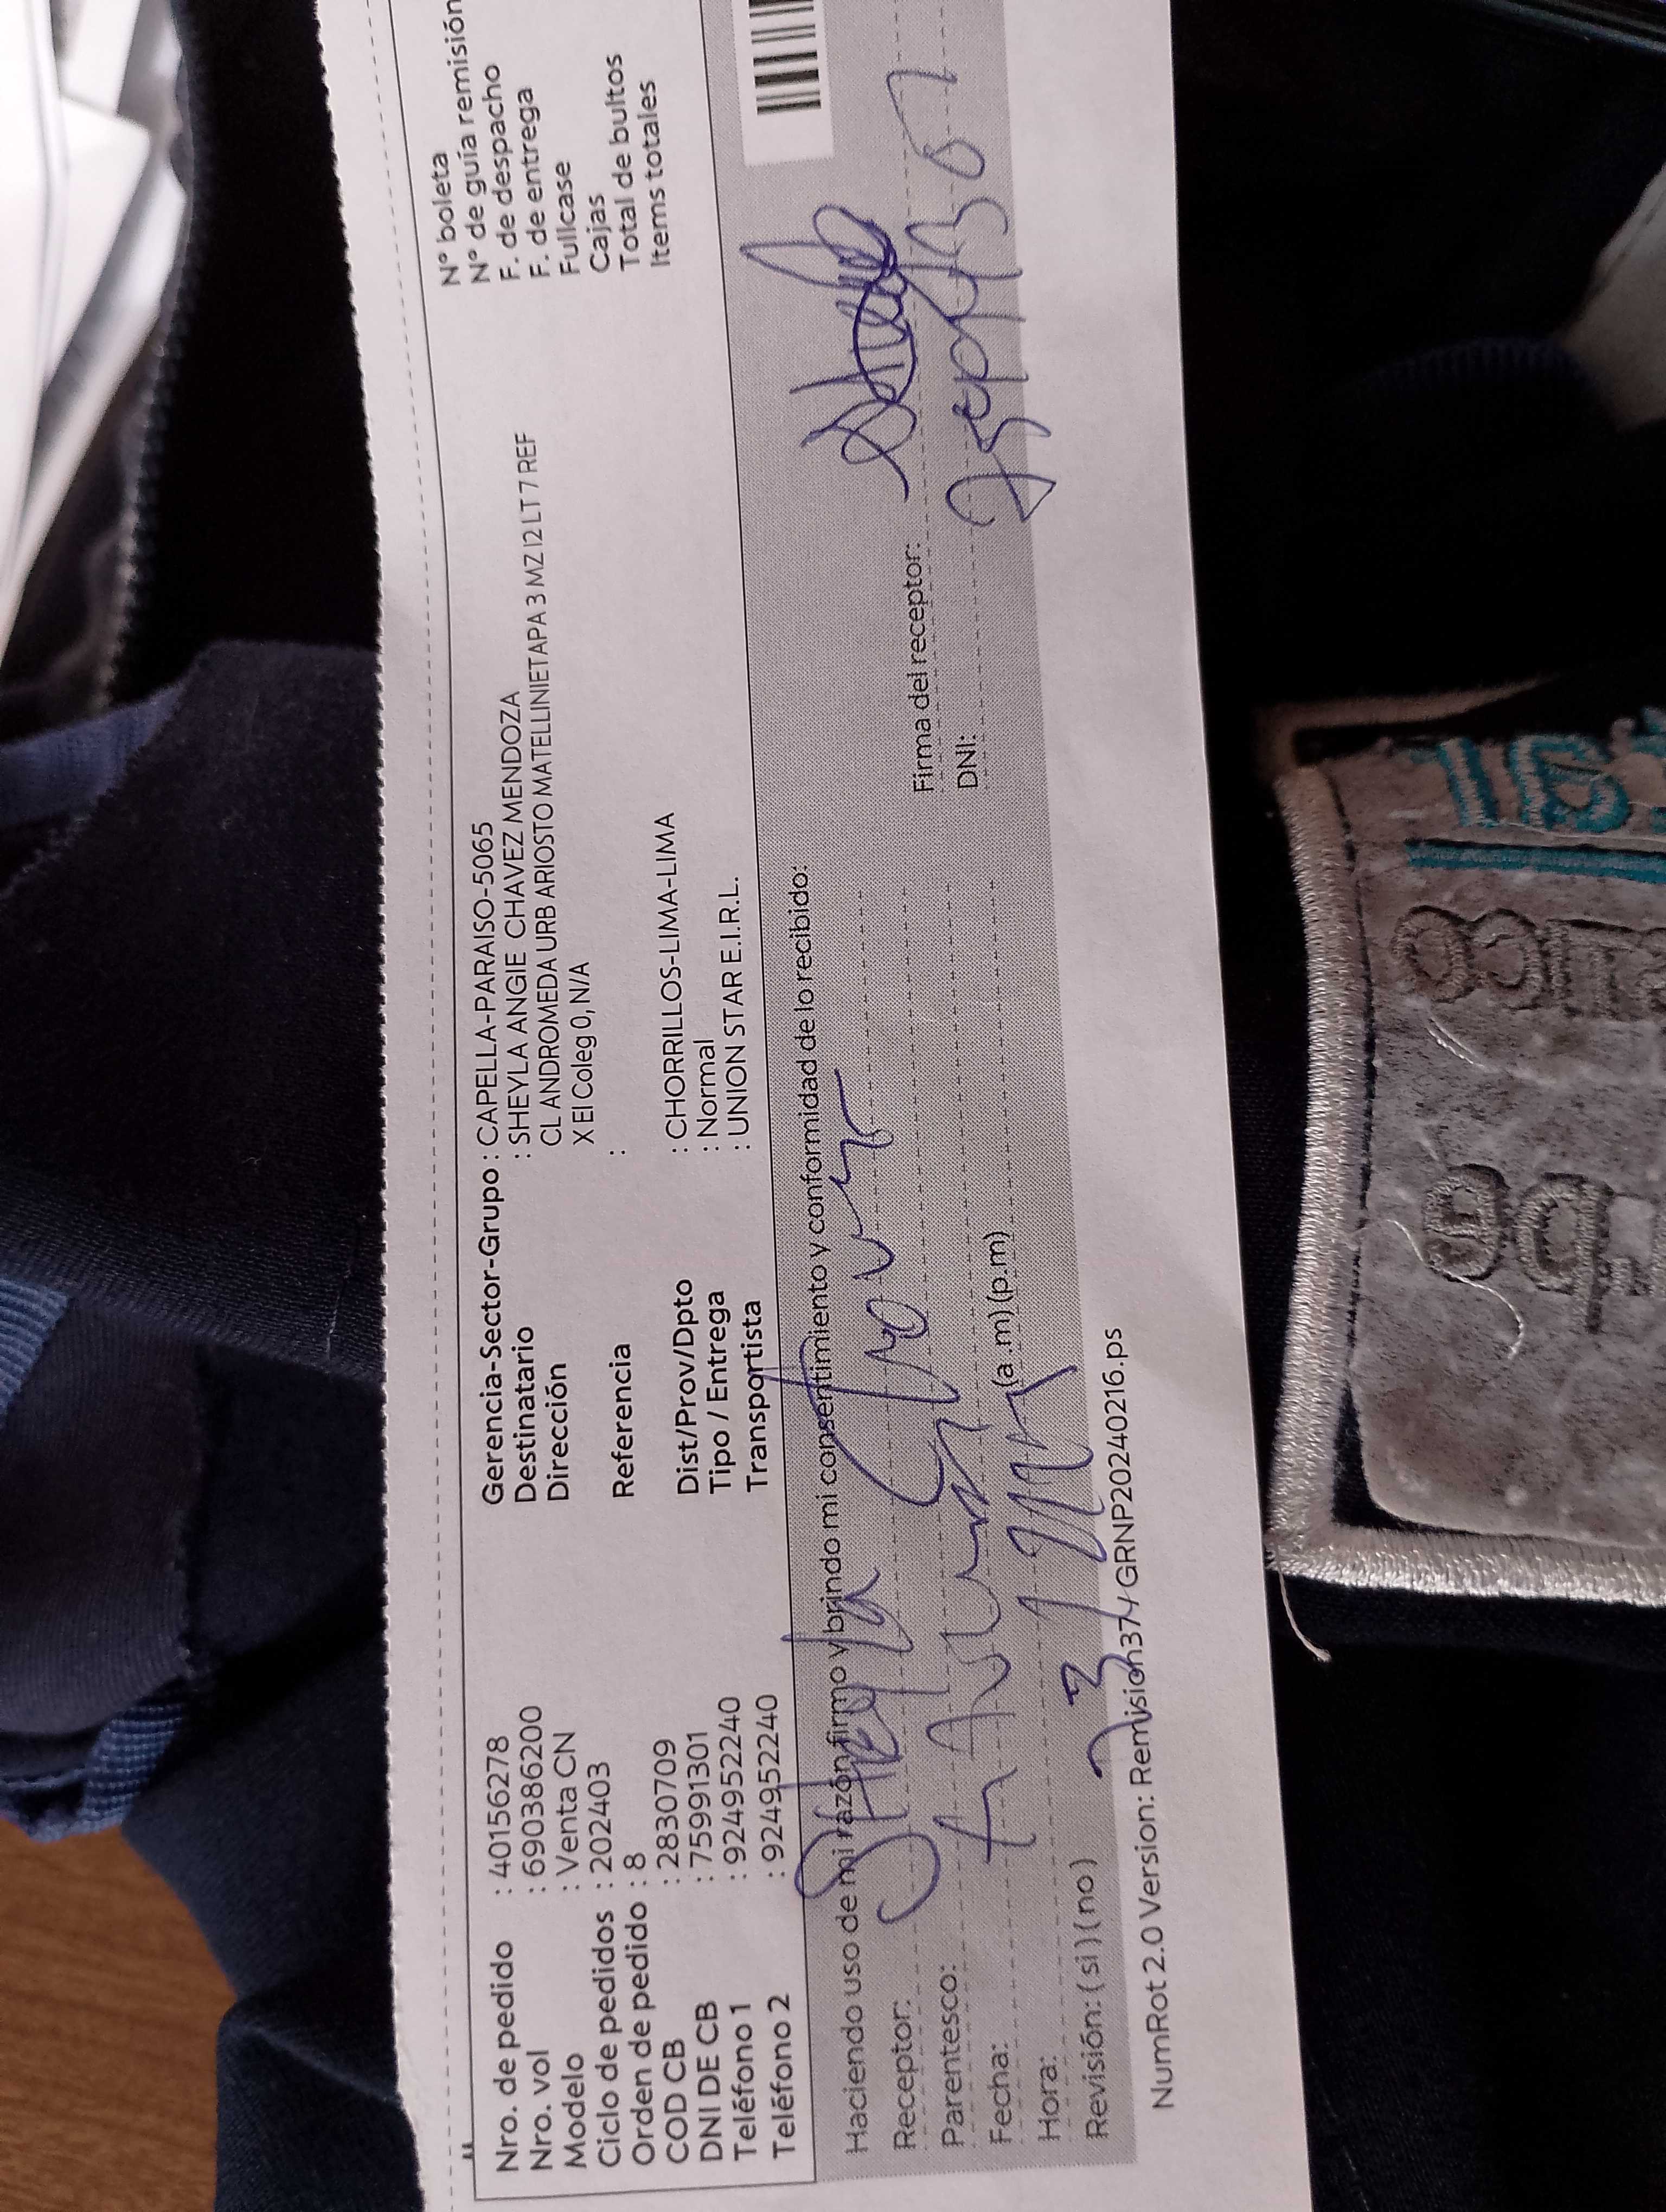 Nro. de pedido : 40156278
Nro. vol : 690386200
Modelo : Venta CN
Ciclo de pedidos : 202403
Orden de pedido : 8
COD CB : 2830709
DNI DE CB : 75991301
Teléfono 1 : 924952240
Teléfono 2 : 924952240
Gerencia-Sector-Grupo : CAPELLA-PARAISO-5065
Destinatario : SHEYLA ANGIE CHAVEZ MENDOZA
Dirección CL ANDROMEDA URB ARIOSTO MATELLINIETAPA 3 MZ I2 LT 7 REF
X El Coleg 0, N/A
Referencia :
Dist/Prov/Dpto : CHORRILLOS-LIMA-LIMA
Tipo / Entrega : Normal
Transportista : UNION STAR E.I.R.L.
N° boleta
N° de guía remisión
F. de despacho
F. de entrega
Fullcase
Cajas
Total de bultos
Items totales
Haciendo uso de mi razón firmo y brindo mi consentimiento y conformidad de lo recibido:
Receptor: Sheyla
Parentesco:
Fecha:
Hora: (a .m) (p.m)
Revisión: ( si ) ( no )
Firma del receptor:
DNI:
NumRot 2.0 Version: Remision374 GRNP20240216.ps